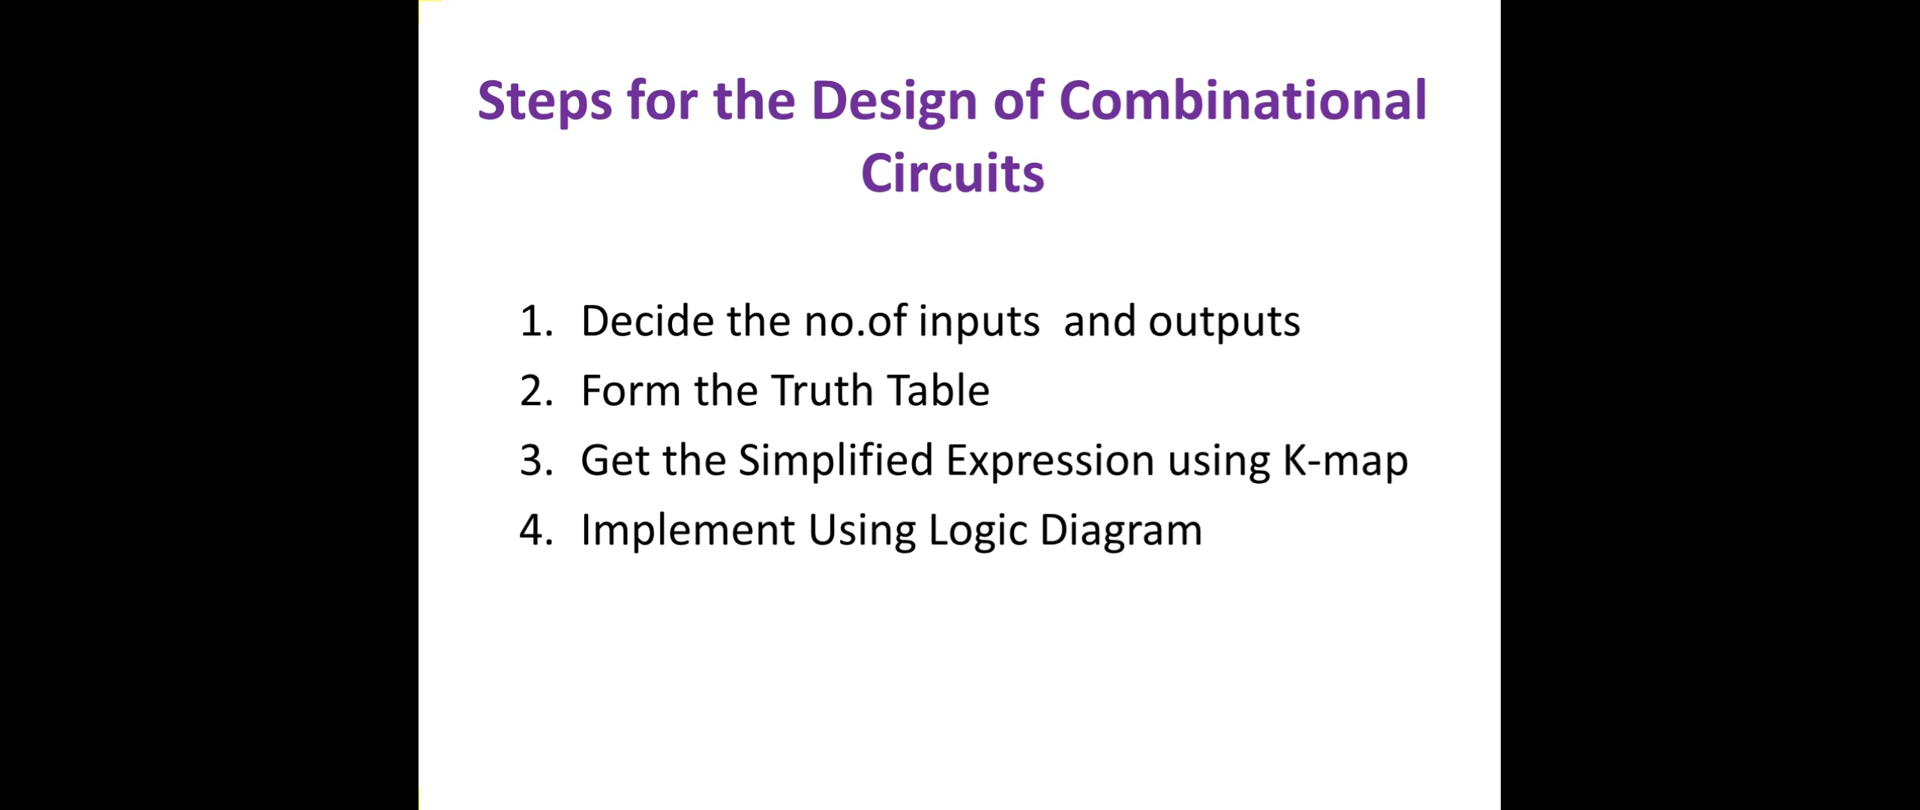 Steps for the Design of Combinational
Circuits
1. Decide the no.of inputs  and outputs
2. Form the Truth Table
3. Get the Simplified Expression using K-map
4. Implement Using Logic Diagram